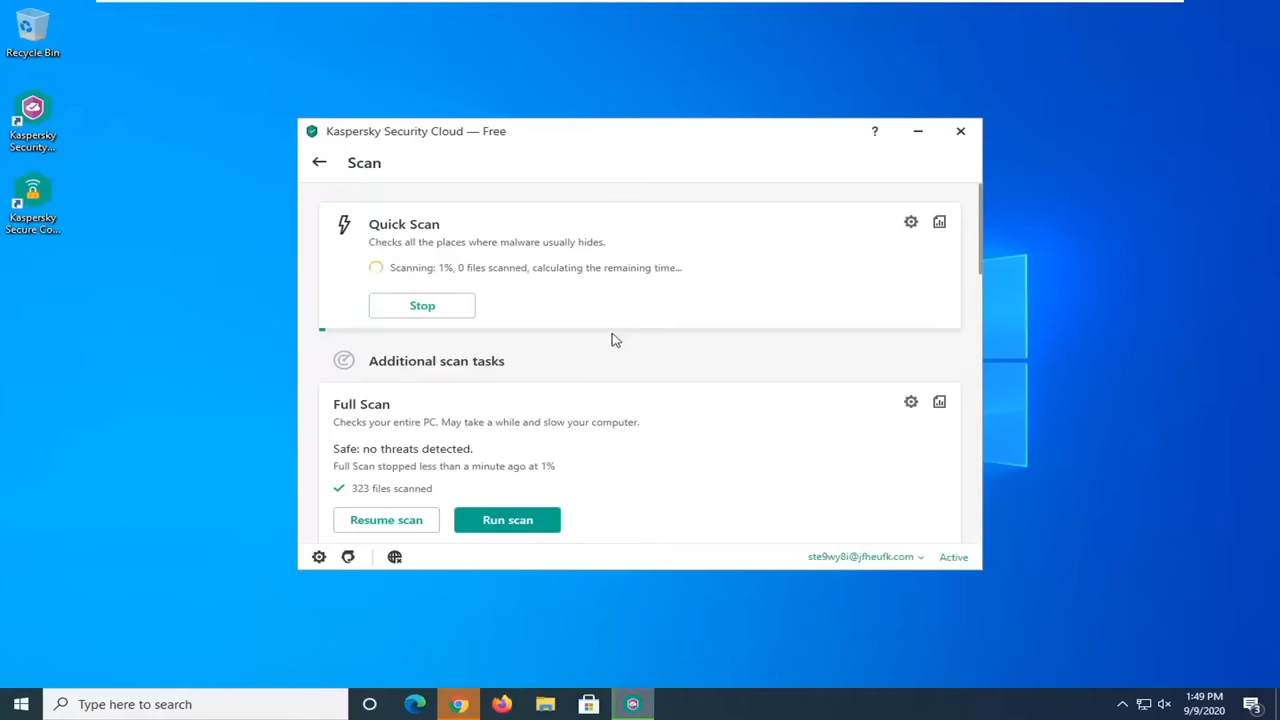 Recycle Bin
Kaspersky
Security...
Kaspersky
Secure Co...
Kaspersky Security Cloud — Free
?
Scan
Quick Scan
Checks all the places where malware usually hides.
Scanning: 1%, 0 files scanned, calculating the remaining time...
Stop
Additional scan tasks
Full Scan
Checks your entire PC. May take a while and slow your computer.
Safe: no threats detected.
Full Scan stopped less than a minute ago at 1%
323 files scanned
Resume scan
Run scan
ste9wy8i@jfheufk.com
Active
Type here to search
1:49 PM
9/9/2020
3